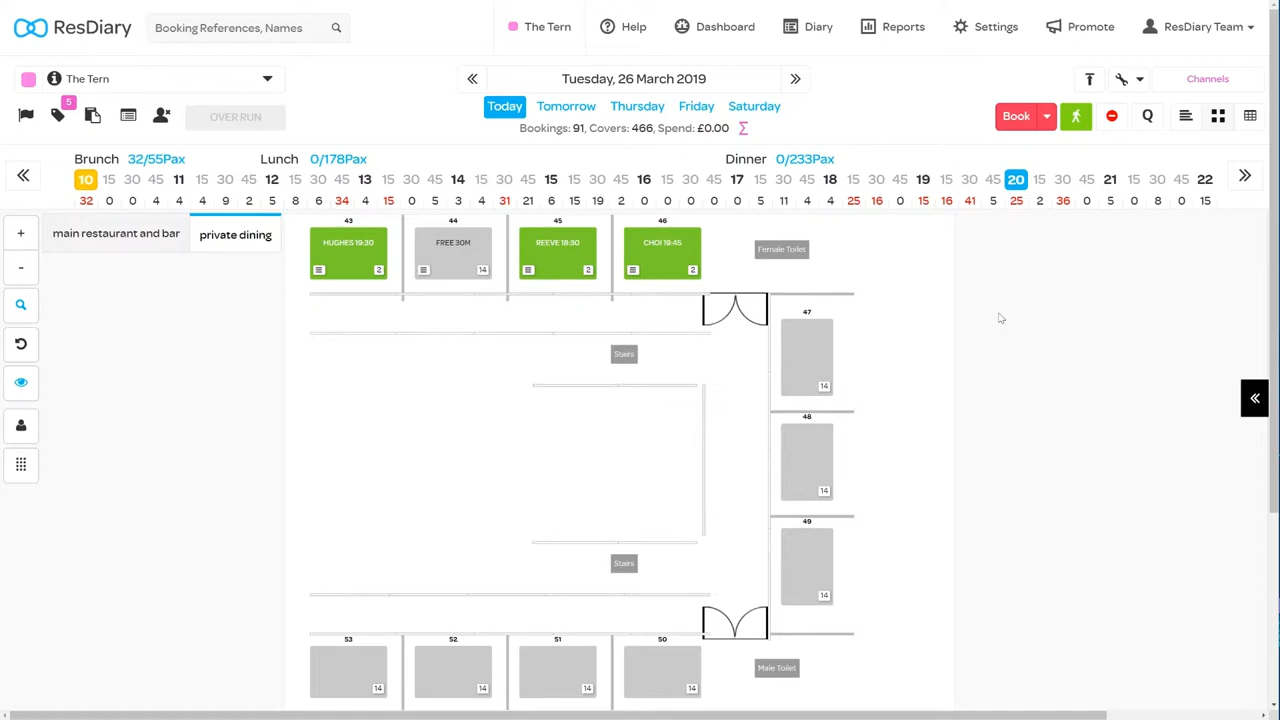 ResDiary
Booking References, Names
The Tern
Help
Dashboard
Diary
Reports
Settings
Promote
ResDiary Team
The Tern
Tuesday, 26 March 2019
Channels
5
OVER RUN
Today Tomorrow Thursday Friday Saturday
Bookings: 91, Covers: 466, Spend: £0.00 Σ
Book
Q
Brunch 32/55Pax Lunch 0/178Pax Dinner 0/233Pax
10 15 30 45 11 15 30 45 12 15 30 45 13 15 30 45 14 15 30 45 15 15 30 45 16 15 30 45 17 15 30 45 18 15 30 45 19 15 30 45 20 15 30 45 21 15 30 45 22
32 0 0 4 4 4 9 2 5 8 6 34 4 15 0 4 4 3 31 21 6 5 19 2 0 0 0 0 0 5 11 4 4 25 16 0 15 16 41 5 25 2 36 0 5 0 8 0 15
+
-
main restaurant and bar
private dining
43 44 45 46
HUGHES 19:30 FREE 30M REEVE 18:30 CHOI 19:45
2 14 2 2
Female Toilet
47
14
Stairs
48
14
49
14
Stairs
53 52 51 50
14 14 14 14
Male Toilet